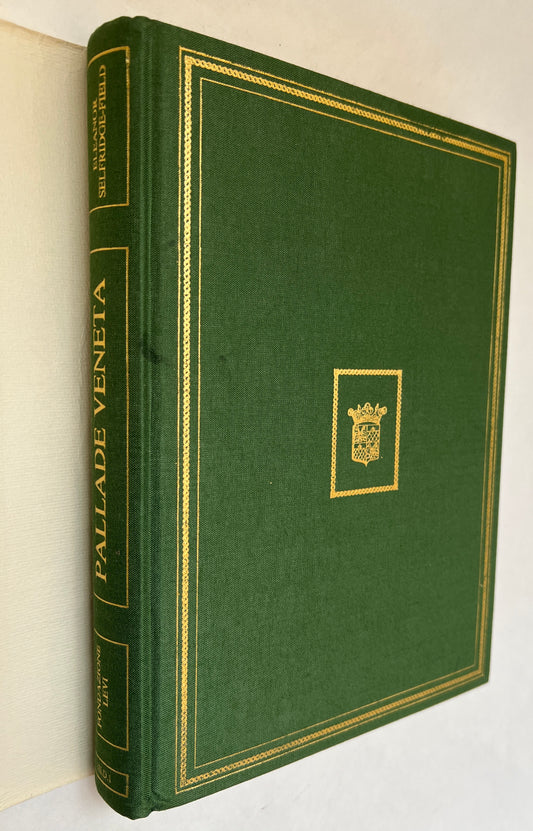 ELEANOR
SELFRIDGE-FIELD
PALLADE VENETA
FONDAZIONE
LEVI